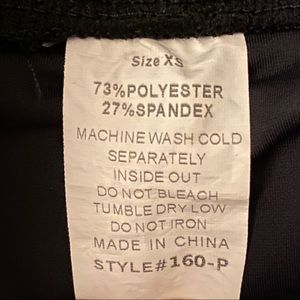 Size XS
73%POLYESTER
27%SPANDEX
MACHINE WASH COLD
SEPARATELY
INSIDE OUT
DO NOT BLEACH
TUMBLE DRY LOW
DO NOT IRON
MADE IN CHINA
STYLE#160-P